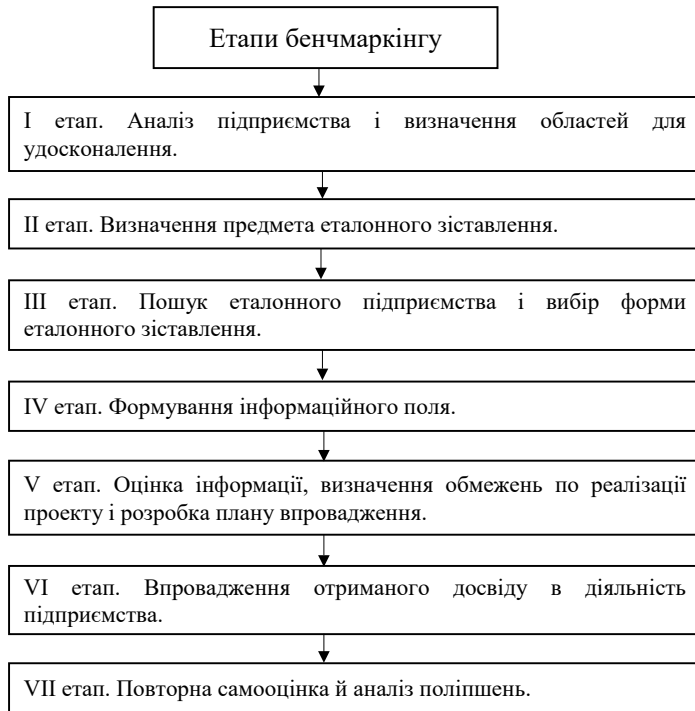 Етапи бенчмаркінгу
І етап. Аналіз підприємства і визначення областей для
удосконалення.
ІІ етап. Визначення предмета еталонного зіставлення.
ІІІ етап. Пошук еталонного підприємства і вибір форми
еталонного зіставлення.
IV етап. Формування інформаційного поля.
V етап. Оцінка інформації, визначення обмежень по реалізації
проекту і розробка плану впровадження.
VI етап. Впровадження отриманого досвіду в діяльність
підприємства.
VII етап. Повторна самооцінка й аналіз поліпшень.